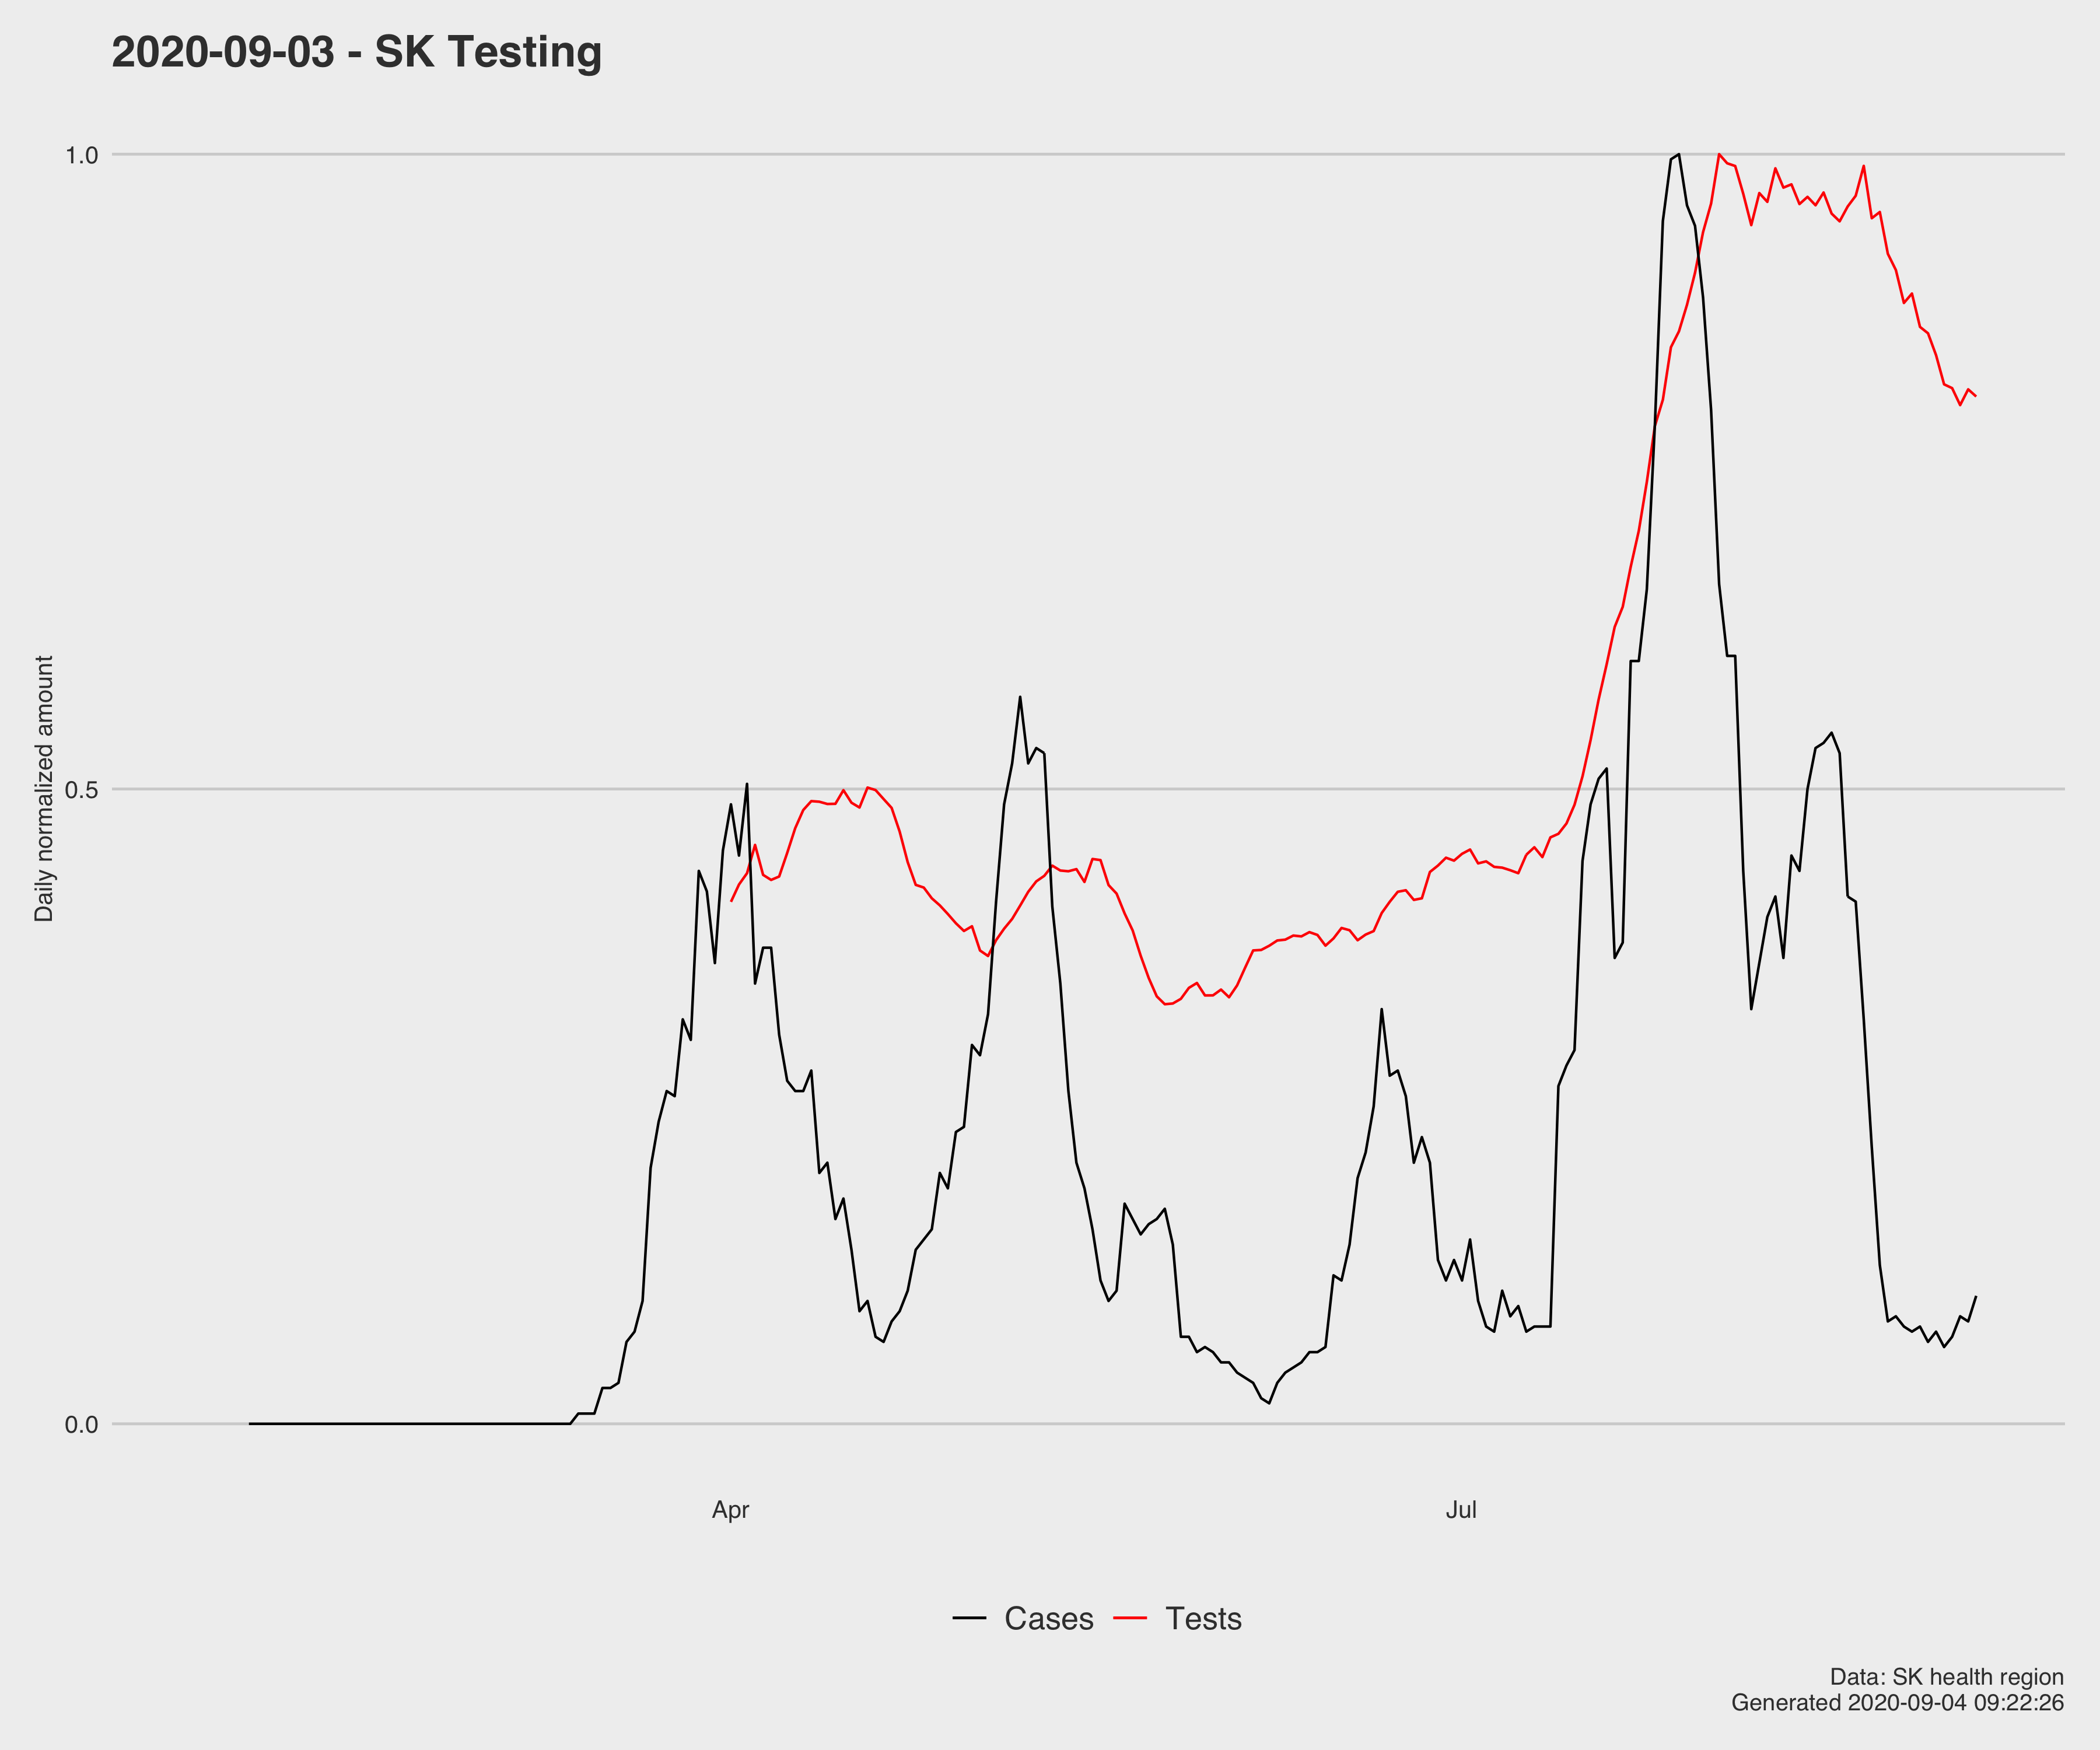 2020-09-03 - SK Testing
1.0
0.5
0.0
Daily normalized amount
Apr
Jul
Cases
Tests
Data: SK health region
Generated 2020-09-04 09:22:26